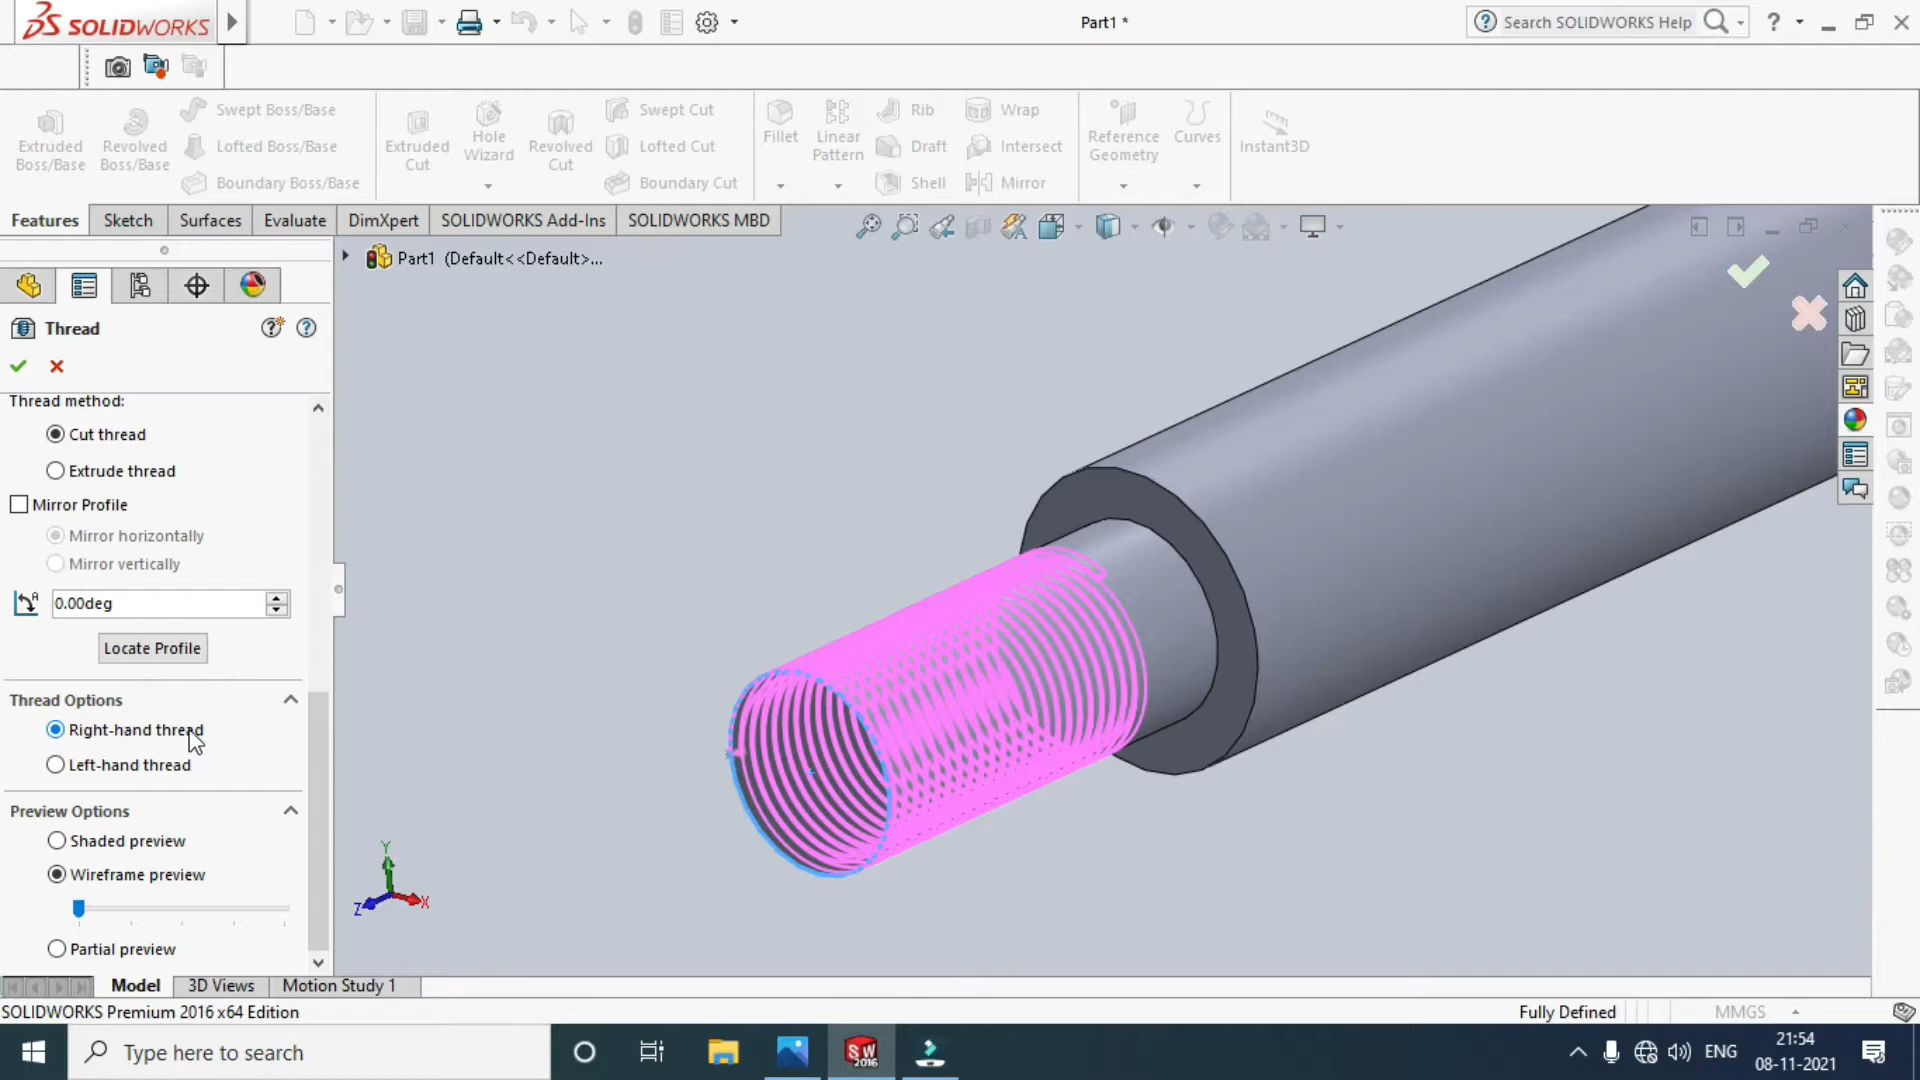 SOLIDWORKS
Part1 *
Search SOLIDWORKS Help
Extruded Boss/Base
Revolved Boss/Base
Swept Boss/Base
Lofted Boss/Base
Boundary Boss/Base
Extruded Cut
Hole Wizard
Revolved Cut
Swept Cut
Lofted Cut
Boundary Cut
Fillet
Linear Pattern
Rib
Draft
Shell
Wrap
Intersect
Mirror
Reference Geometry
Curves
Instant3D
Features
Sketch
Surfaces
Evaluate
DimXpert
SOLIDWORKS Add-Ins
SOLIDWORKS MBD
Part1 (Default<<Default>...
Thread
Thread method:
Cut thread
Extrude thread
Mirror Profile
Mirror horizontally
Mirror vertically
0.00deg
Locate Profile
Thread Options
Right-hand thread
Left-hand thread
Preview Options
Shaded preview
Wireframe preview
Partial preview
Y
Z
X
Model
3D Views
Motion Study 1
SOLIDWORKS Premium 2016 x64 Edition
Fully Defined
MMGS
Type here to search
SW
2016
ENG
21:54
08-11-2021